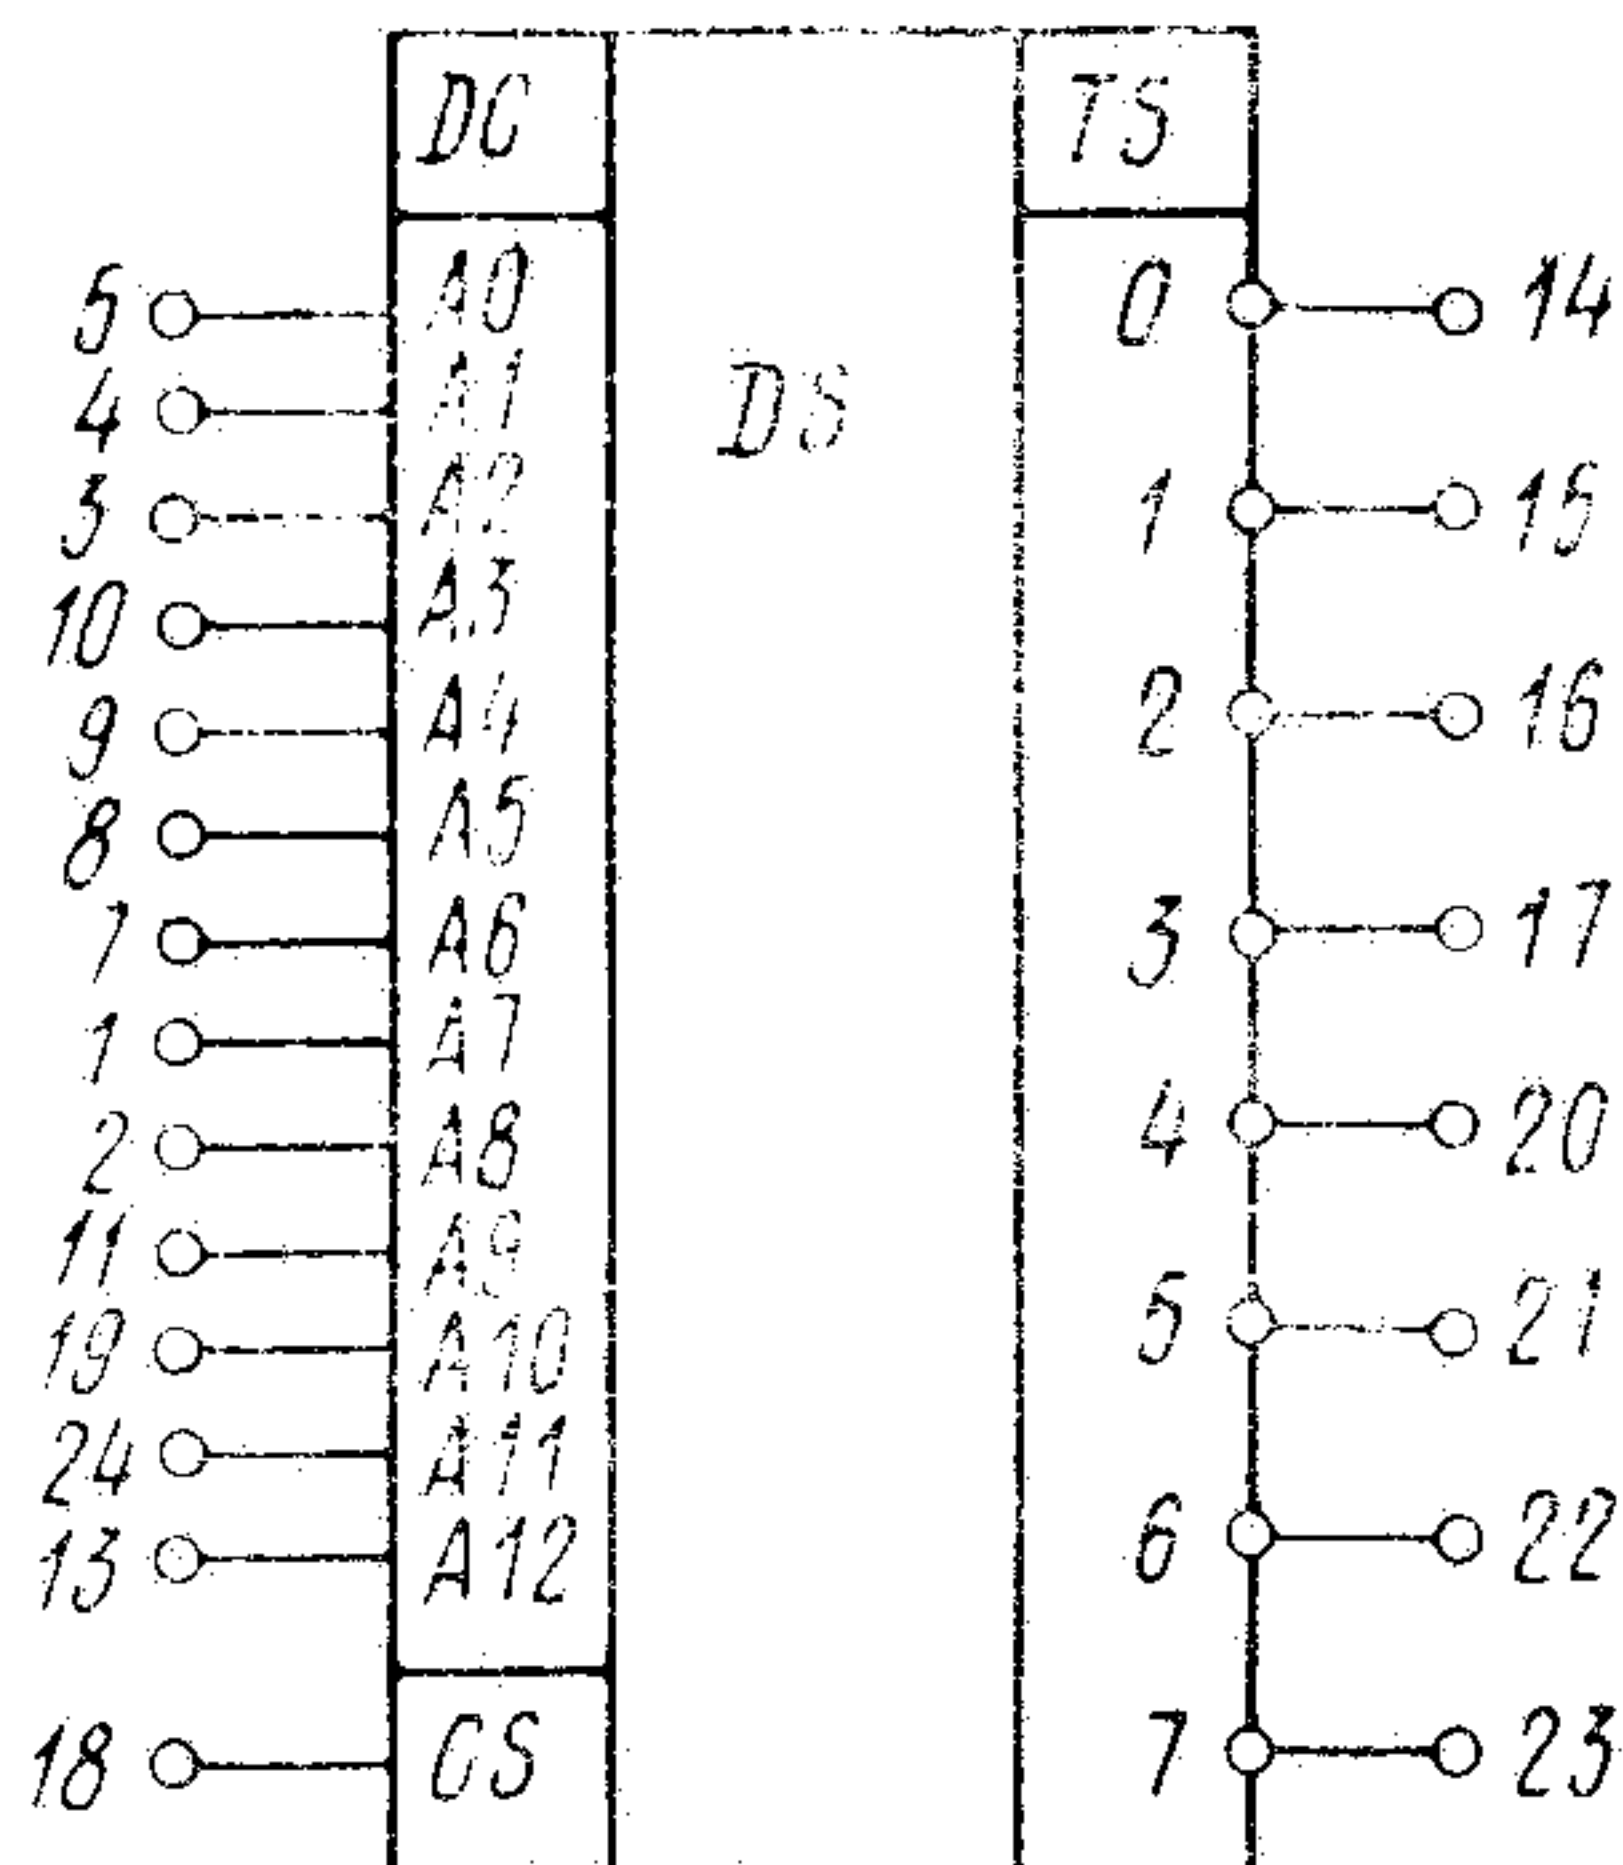 DC TS
5 A0 0 14
4 A1
DS
3 A2 1 15
10 A3
9 A4 2 16
8 A5
7 A6 3 17
1 A7
2 A8 4 20
11 A9
19 A10 5 21
24 A11
13 A12 6 22
18 CS 7 23